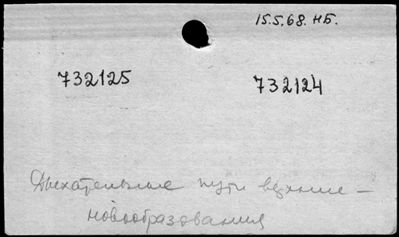 15.5.68. НБ.
732125 732124
Дыхательные пути верхние —
новообразования